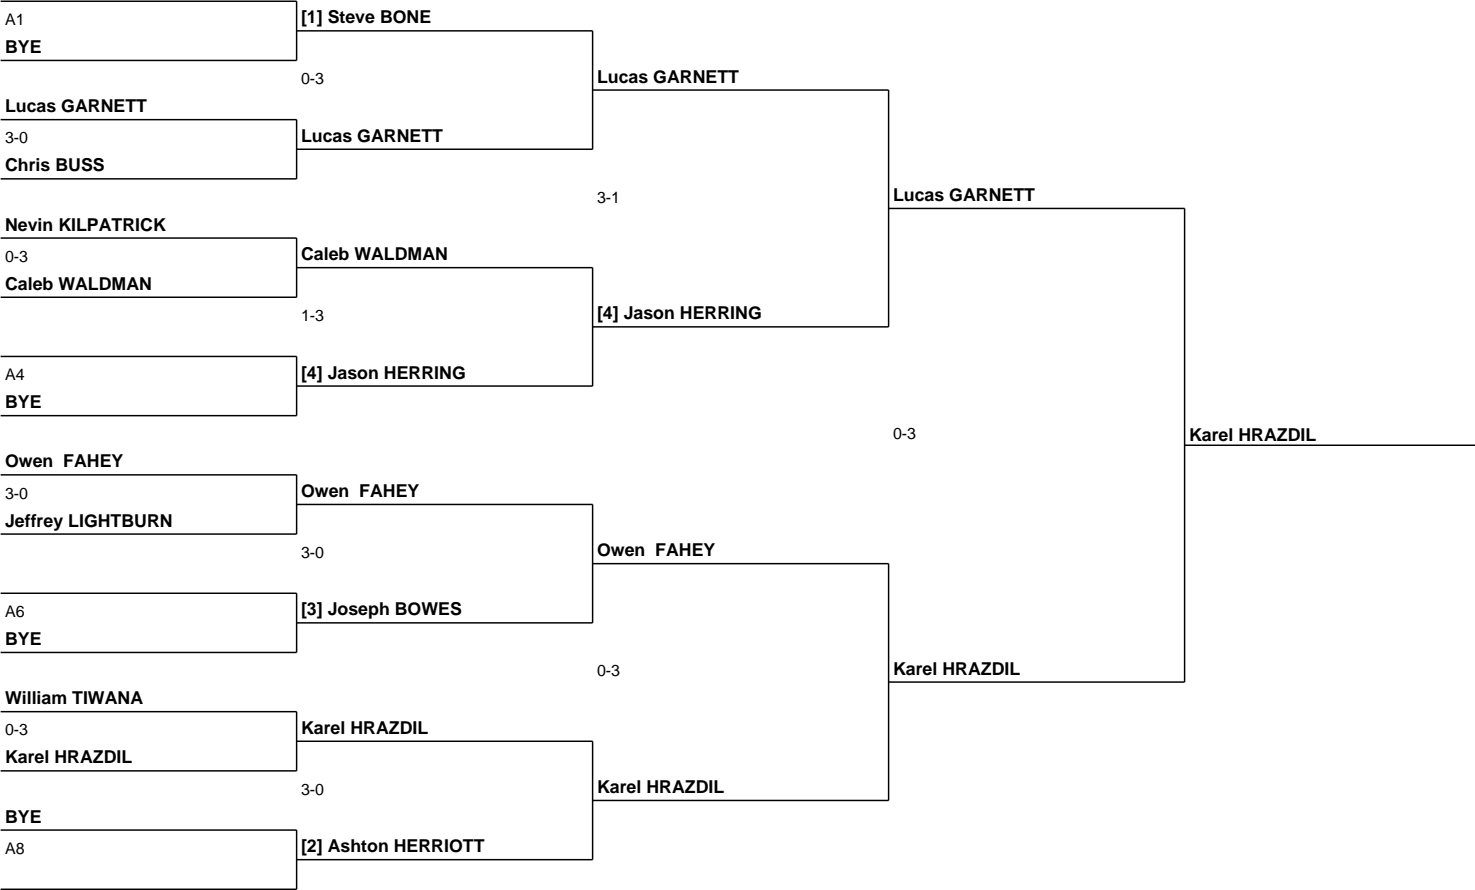 A1
BYE
[1] Steve BONE
0-3
Lucas GARNETT
Lucas GARNETT
3-0
Chris BUSS
Lucas GARNETT
3-1
Lucas GARNETT
Nevin KILPATRICK
0-3
Caleb WALDMAN
Caleb WALDMAN
1-3
[4] Jason HERRING
A4
BYE
[4] Jason HERRING
0-3
Karel HRAZDIL
Owen  FAHEY
3-0
Jeffrey LIGHTBURN
Owen  FAHEY
3-0
Owen  FAHEY
A6
BYE
[3] Joseph BOWES
0-3
Karel HRAZDIL
William TIWANA
0-3
Karel HRAZDIL
Karel HRAZDIL
3-0
Karel HRAZDIL
BYE
A8
[2] Ashton HERRIOTT